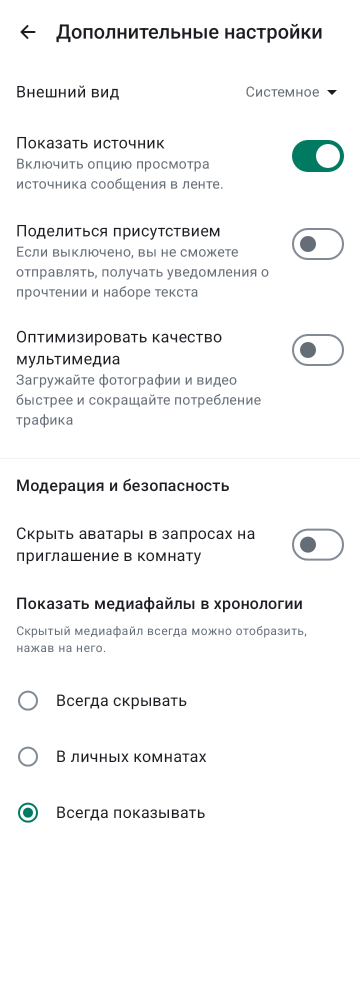 Дополнительные настройки
Внешний вид
Системное
Показать источник
Включить опцию просмотра
источника сообщения в ленте.
Поделиться присутствием
Если выключено, вы не сможете
отправлять, получать уведомления о
прочтении и наборе текста
Оптимизировать качество
мультимедиа
Загружайте фотографии и видео
быстрее и сокращайте потребление
трафика
Модерация и безопасность
Скрыть аватары в запросах на
приглашение в комнату
Показать медиафайлы в хронологии
Скрытый медиафайл всегда можно отобразить,
нажав на него.
Всегда скрывать
В личных комнатах
Всегда показывать